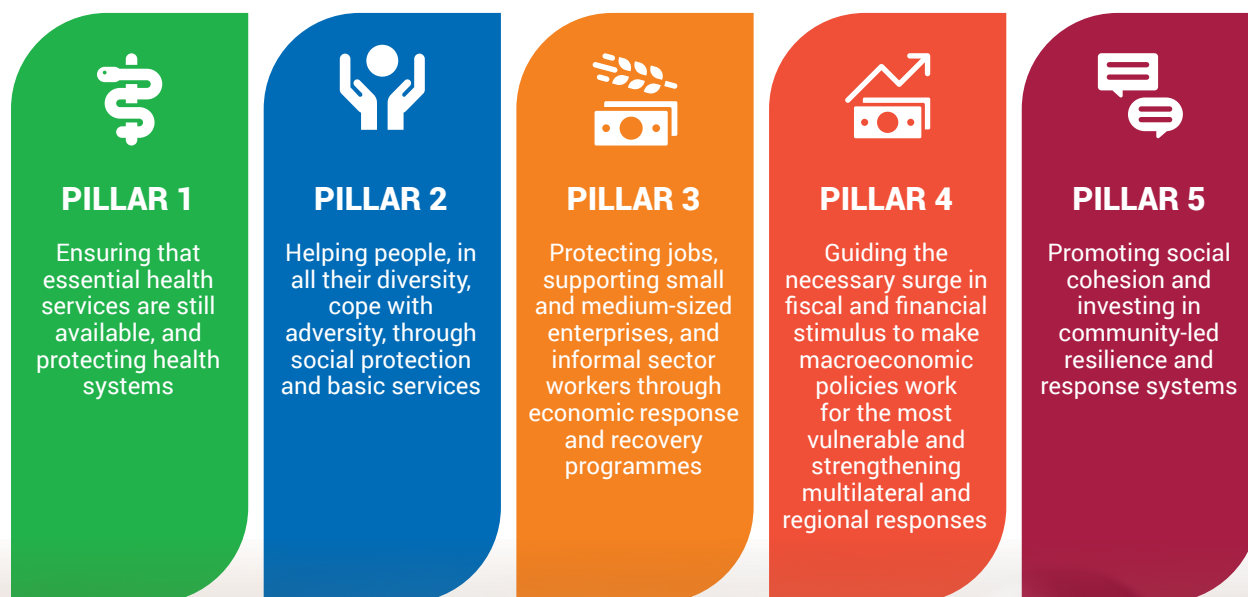 PILLAR 1
Ensuring that
essential health
services are still
available, and
protecting health
systems
PILLAR 2
Helping people, in
all their diversity,
cope with
adversity, through
social protection
and basic services
PILLAR 3
Protecting jobs,
supporting small
and medium-sized
enterprises, and
informal sector
workers through
economic response
and recovery
programmes
PILLAR 4
Guiding the
necessary surge in
fiscal and financial
stimulus to make
macroeconomic
policies work
for the most
vulnerable and
strengthening
multilateral and
regional responses
PILLAR 5
Promoting social
cohesion and
investing in
community-led
resilience and
response systems